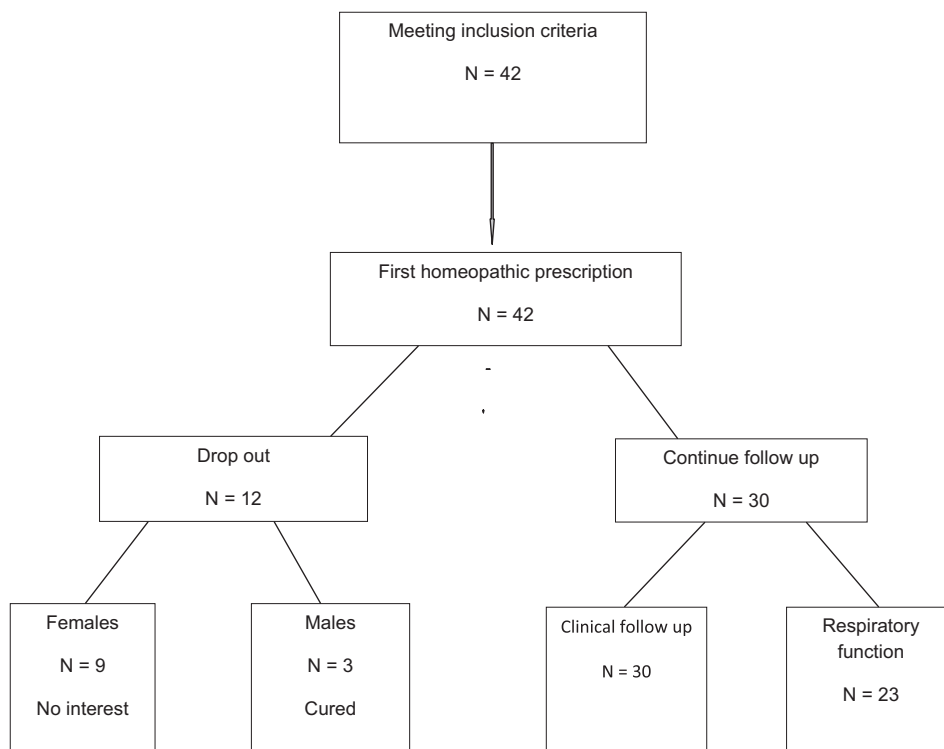 Meeting inclusion criteria
N = 42
First homeopathic prescription
N = 42
Drop out
N = 12
Continue follow up
N = 30
Females
N = 9
No interest
Males
N = 3
Cured
Clinical follow up
N = 30
Respiratory
function
N = 23